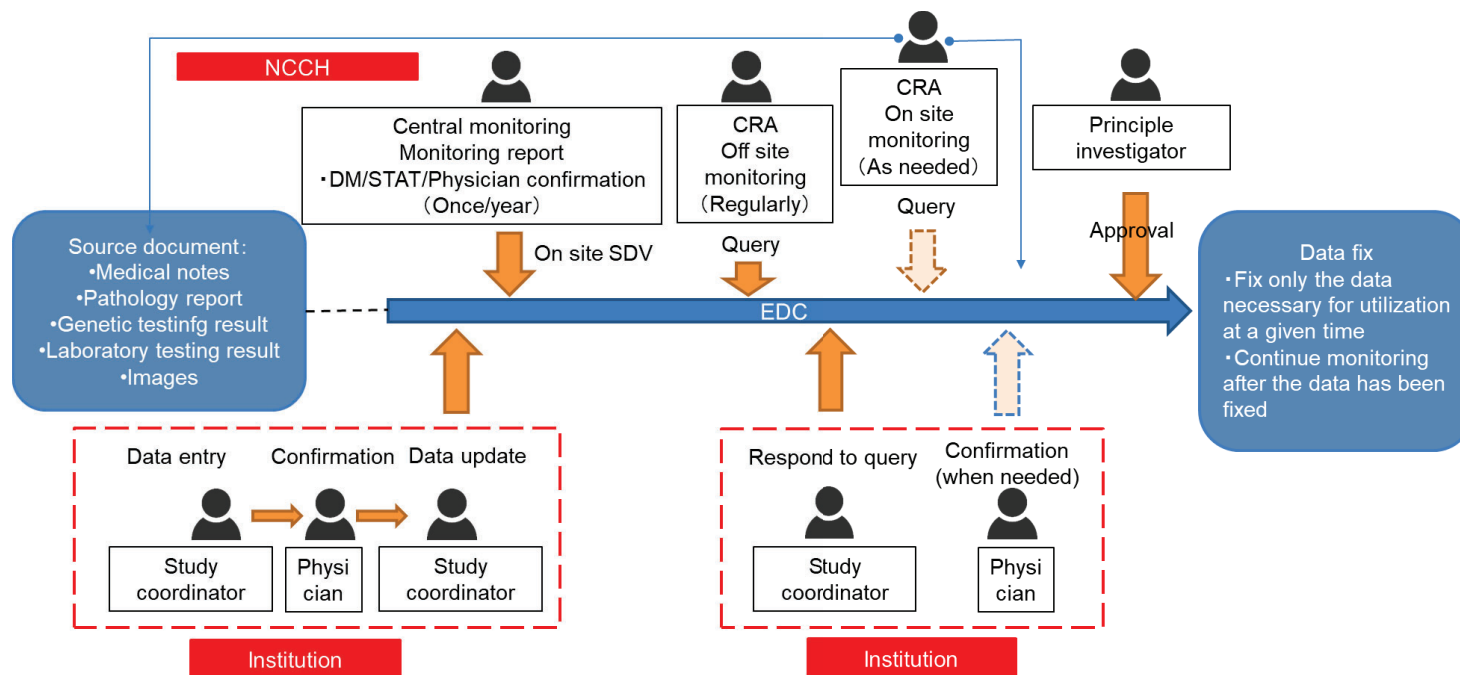 NCCH
Central monitoring
Monitoring report
・DM/STAT/Physician confirmation
（Once/year）
CRA
Off site
monitoring
（Regularly）
CRA
On site
monitoring
（As needed）
Principle
investigator
On site SDV
Query
Query
Approval
Source document：
•Medical notes
•Pathology report
•Genetic testinfg result
•Laboratory testing result
•Images
EDC
Data fix
・Fix only the data
necessary for utilization
at a given time
・Continue monitoring
after the data has been
fixed
Data entry
Confirmation
Data update
Study
coordinator
Physi
cian
Study
coordinator
Institution
Respond to query
Confirmation
(when needed)
Study
coordinator
Physi
cian
Institution